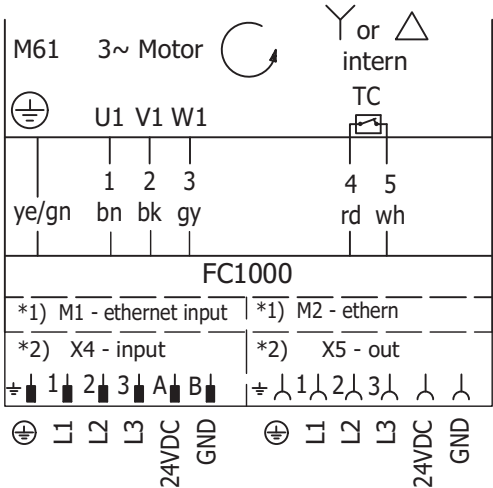 M61 3~ Motor Y or △
intern
TC
U1 V1 W1
1 2 3 4 5
ye/gn bn bk gy rd wh
FC1000
*1) M1 - ethernet input *1) M2 - ethern
*2) X4 - input *2) X5 - out
1 2 3 A B 1 2 3
L1 L2 L3 24VDC GND L1 L2 L3 24VDC GND